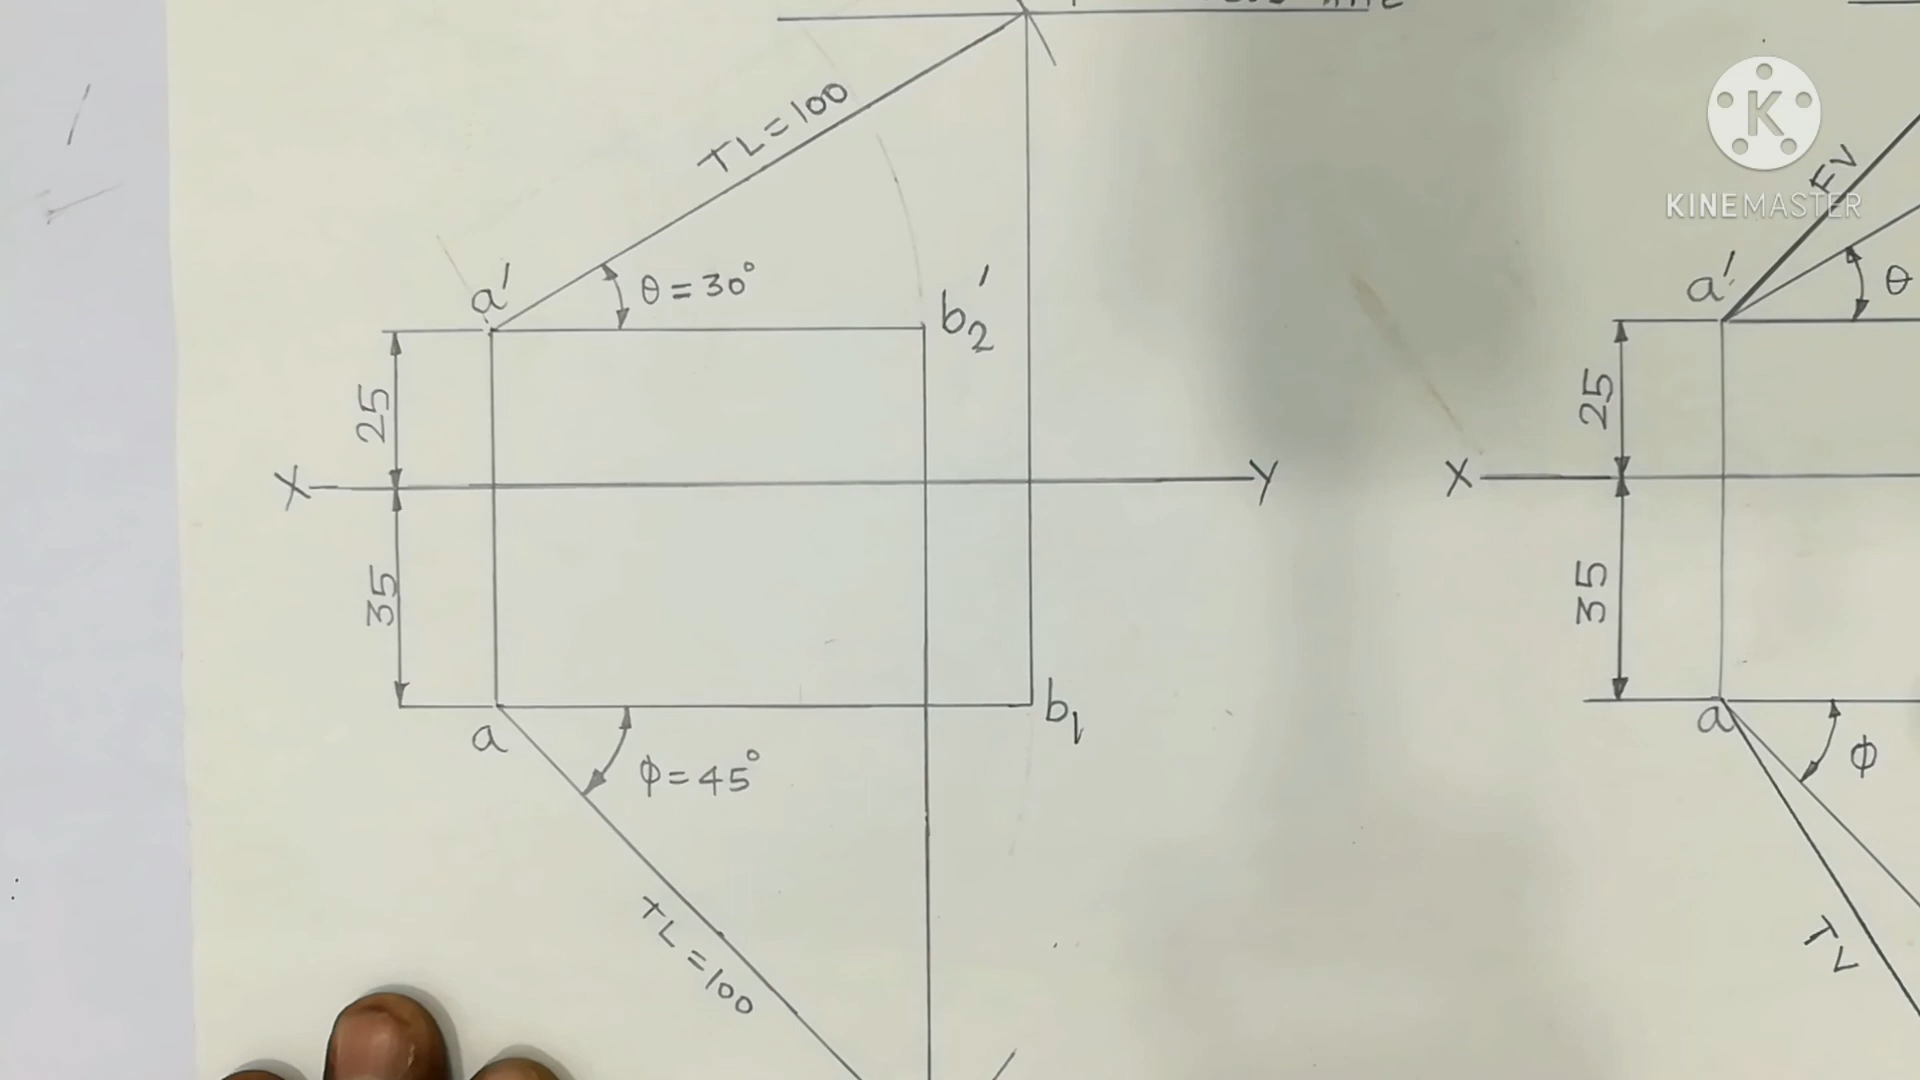 TL=100
a'
θ=30°
b2'
25
X
Y
35
a
b1
ϕ=45°
TL=100
FV
a'
θ
25
X
35
a
ϕ
TV
K
KINEMASTER